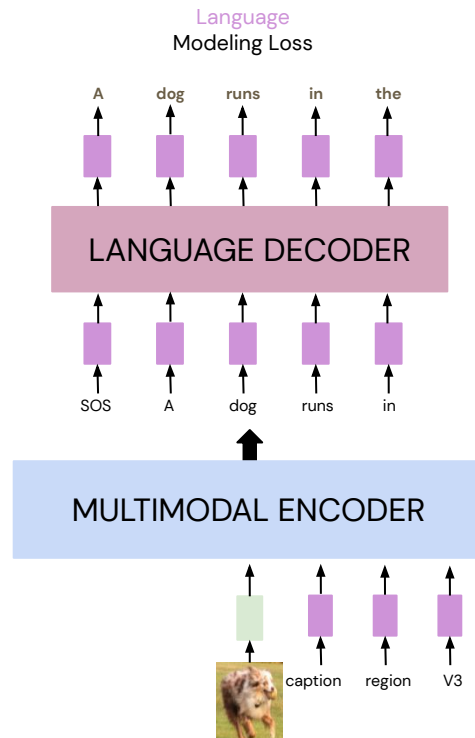 Language
Modeling Loss
A dog runs in the
LANGUAGE DECODER
SOS A dog runs in
MULTIMODAL ENCODER
caption region V3